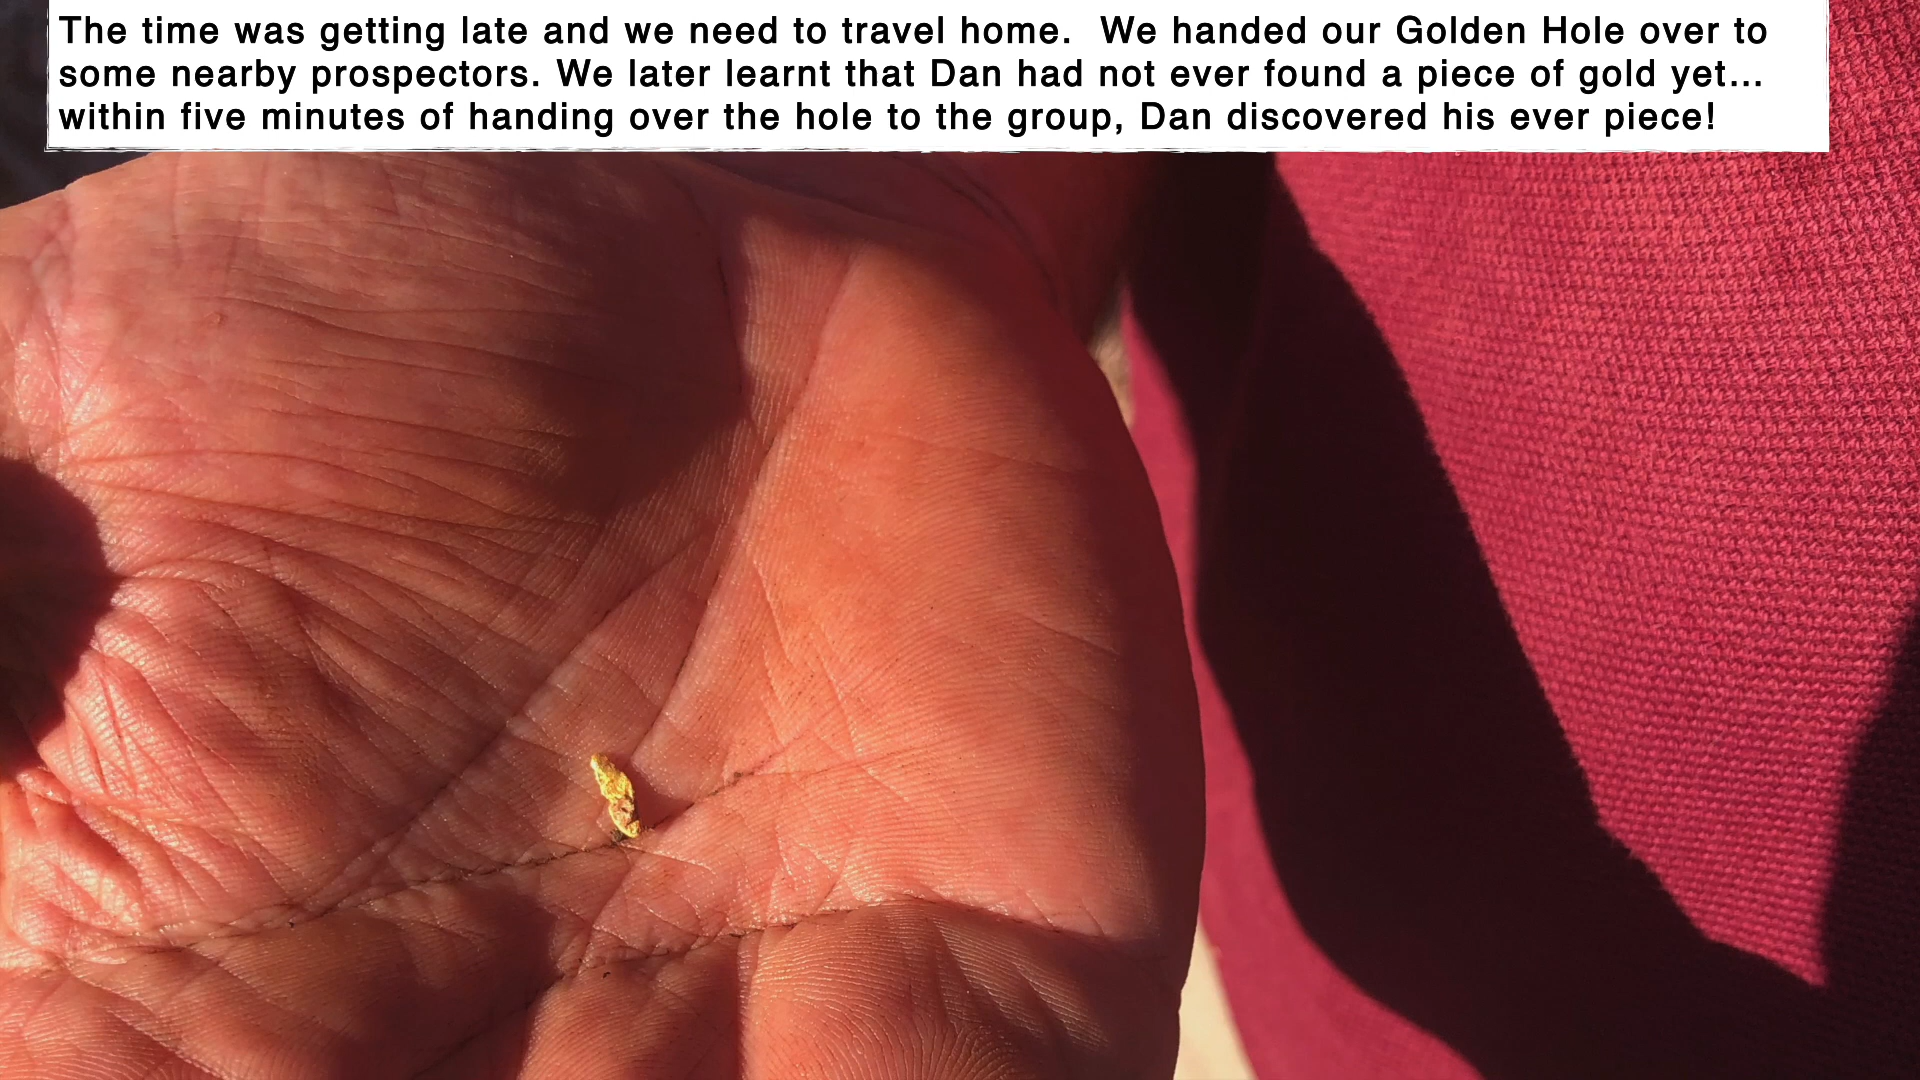 The time was getting late and we need to travel home.  We handed our Golden Hole over to
some nearby prospectors. We later learnt that Dan had not ever found a piece of gold yet...
within five minutes of handing over the hole to the group, Dan discovered his ever piece!